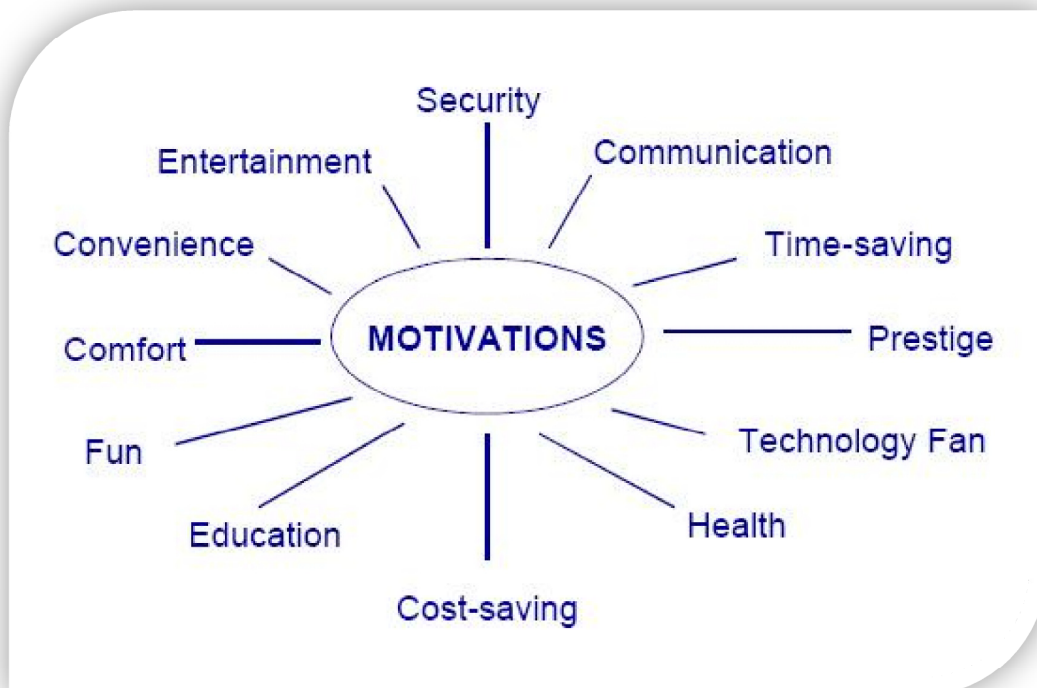 Security
Entertainment
Communication
Convenience
Time-saving
MOTIVATIONS
Comfort
Prestige
Fun
Technology Fan
Education
Health
Cost-saving